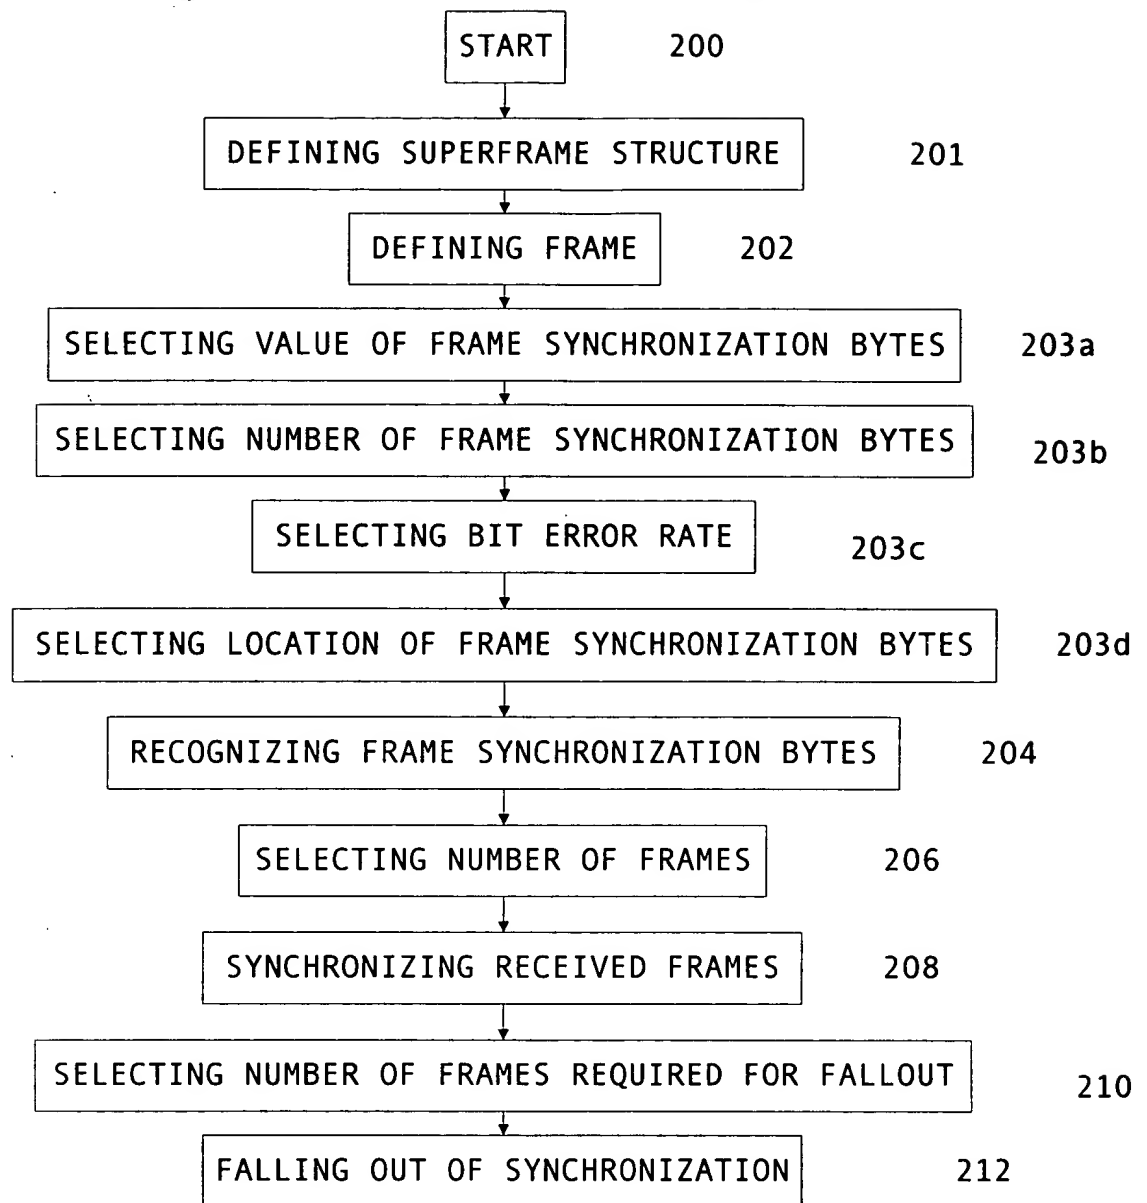 START 200
DEFINING SUPERFRAME STRUCTURE 201
DEFINING FRAME 202
SELECTING VALUE OF FRAME SYNCHRONIZATION BYTES 203a
SELECTING NUMBER OF FRAME SYNCHRONIZATION BYTES 203b
SELECTING BIT ERROR RATE 203c
SELECTING LOCATION OF FRAME SYNCHRONIZATION BYTES 203d
RECOGNIZING FRAME SYNCHRONIZATION BYTES 204
SELECTING NUMBER OF FRAMES 206
SYNCHRONIZING RECEIVED FRAMES 208
SELECTING NUMBER OF FRAMES REQUIRED FOR FALLOUT 210
FALLING OUT OF SYNCHRONIZATION 212